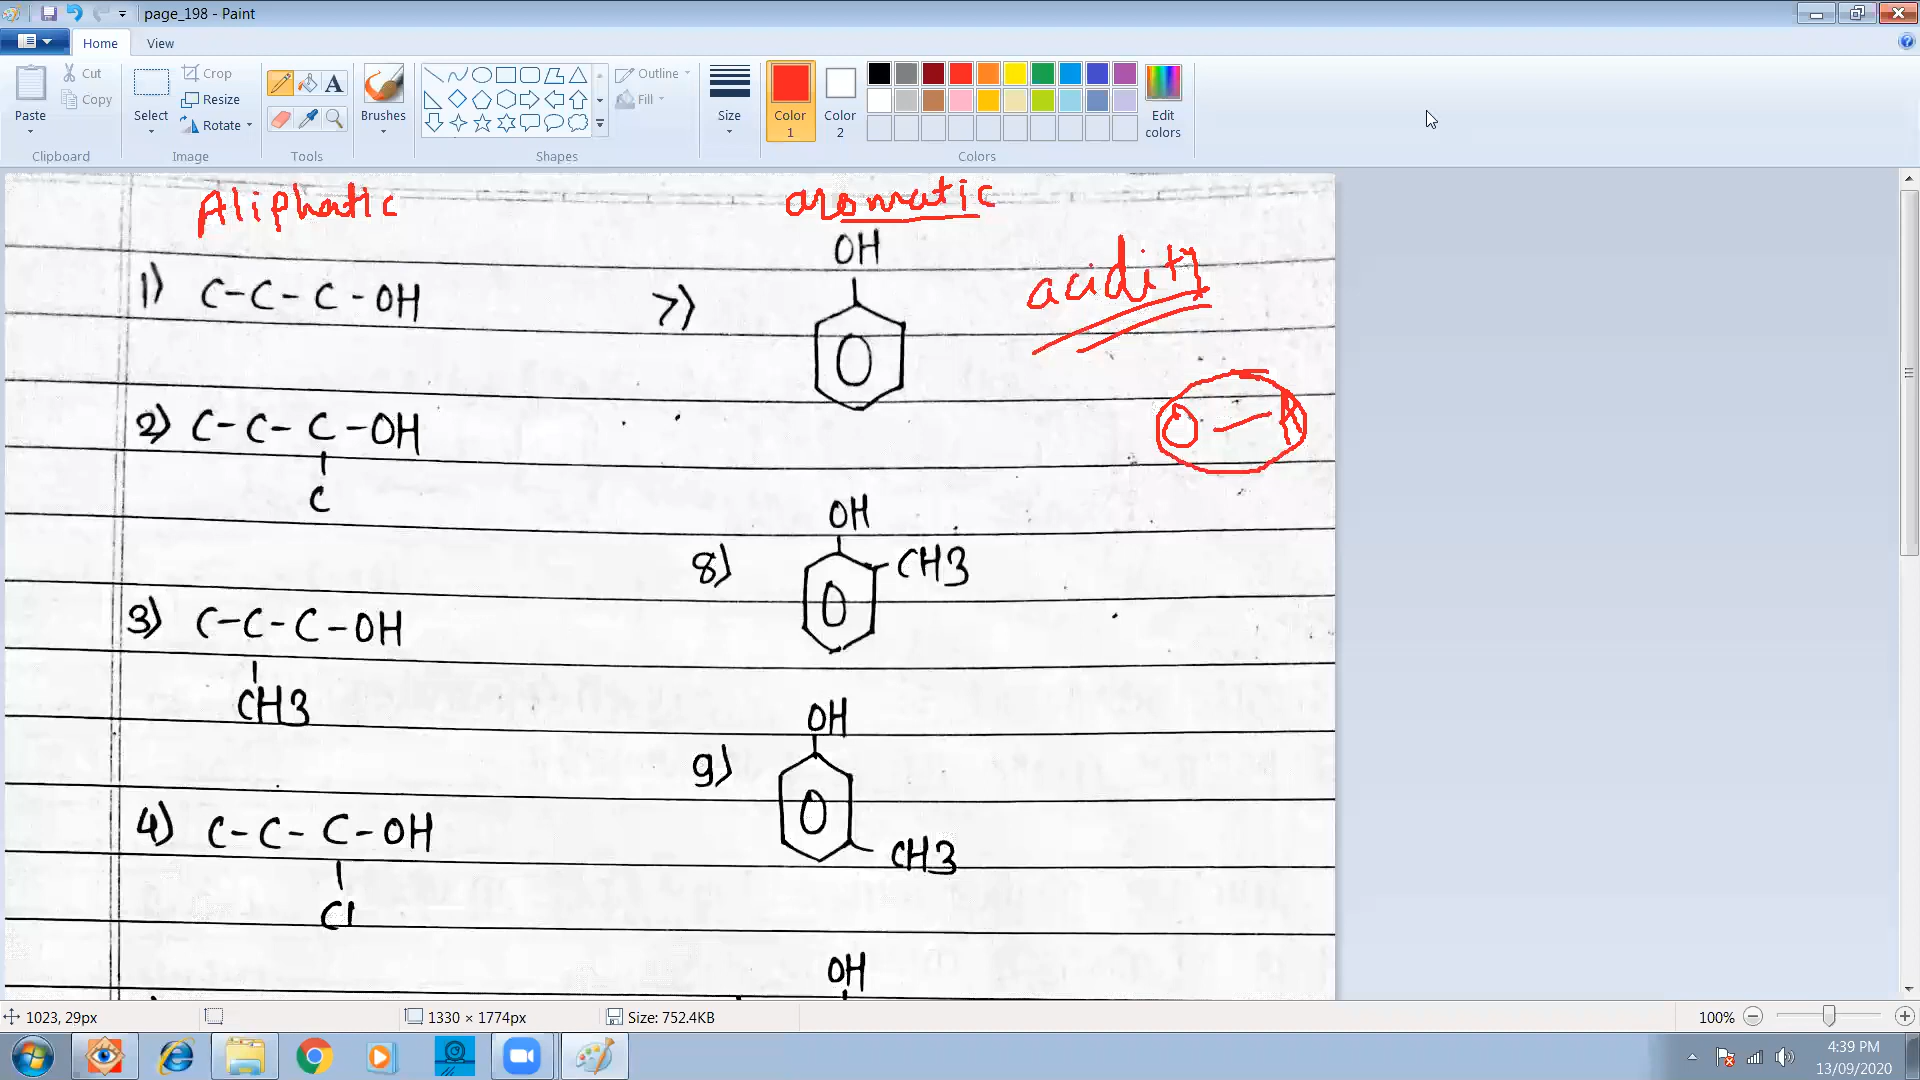 page_198 - Paint
Home View
Paste Cut Copy Clipboard
Select Crop Resize Rotate Image
A Tools
Brushes
Shapes Outline Fill
Size
Color 1 Color 2 Edit colors Colors
Aliphatic
aromatic
1) C-C-C-OH
7) OH
acidity
O-H
2) C-C-C-OH
C
8) OH
CH3
3) C-C-C-OH
CH3
9) OH
CH3
4) C-C-C-OH
Cl
OH
1023, 29px 1330 × 1774px Size: 752.4KB 100%
4:39 PM
13/09/2020